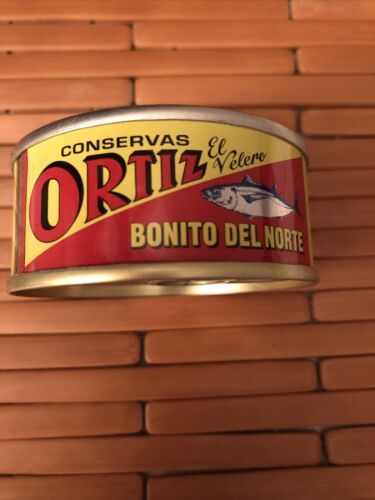 CONSERVAS
ORTIZ El Velero
BONITO DEL NORTE